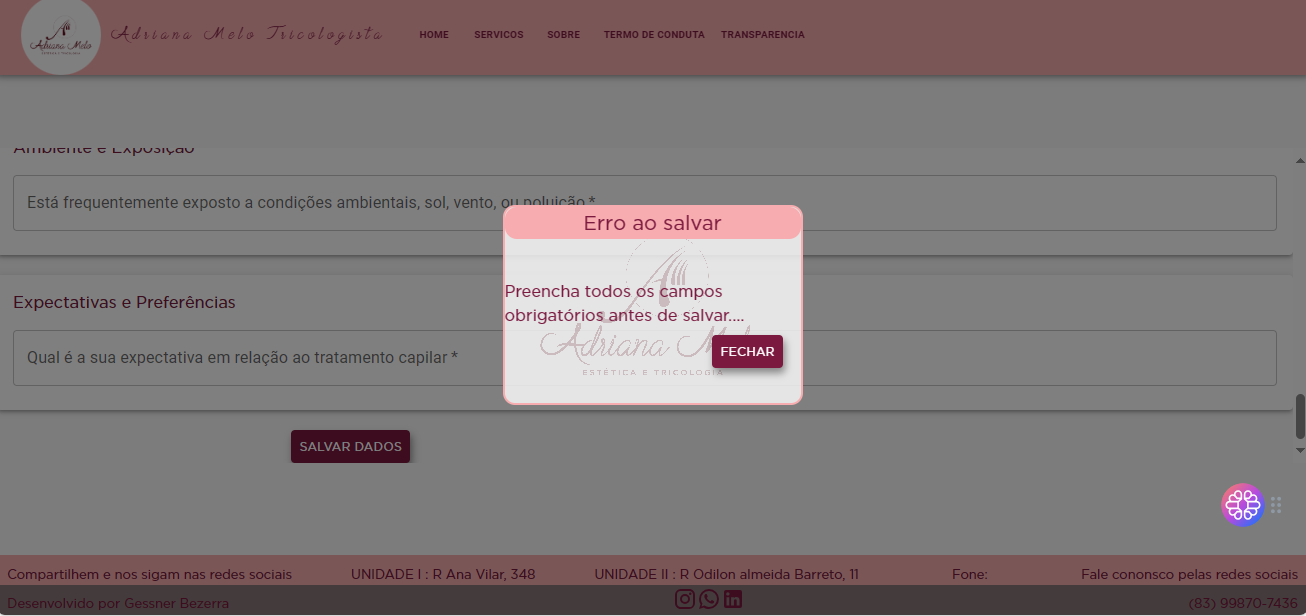 Adriana Melo
Adriana Melo Tricologista
HOME
SERVICOS
SOBRE
TERMO DE CONDUTA
TRANSPARENCIA
Ambiente e Exposição
Está frequentemente exposto a condições ambientais, sol, vento, ou poluição *
Erro ao salvar
Preencha todos os campos
obrigatórios antes de salvar....
Adriana Mel
FECHAR
ESTÉTICA E TRICOLOGIA
Expectativas e Preferências
Qual é a sua expectativa em relação ao tratamento capilar *
SALVAR DADOS
Compartilhem e nos sigam nas redes sociais
UNIDADE I : R Ana Vilar, 348
UNIDADE II : R Odilon almeida Barreto, 11
Fone:
Fale cononsco pelas redes sociais
Desenvolvido por Gessner Bezerra
(83) 99870-7436